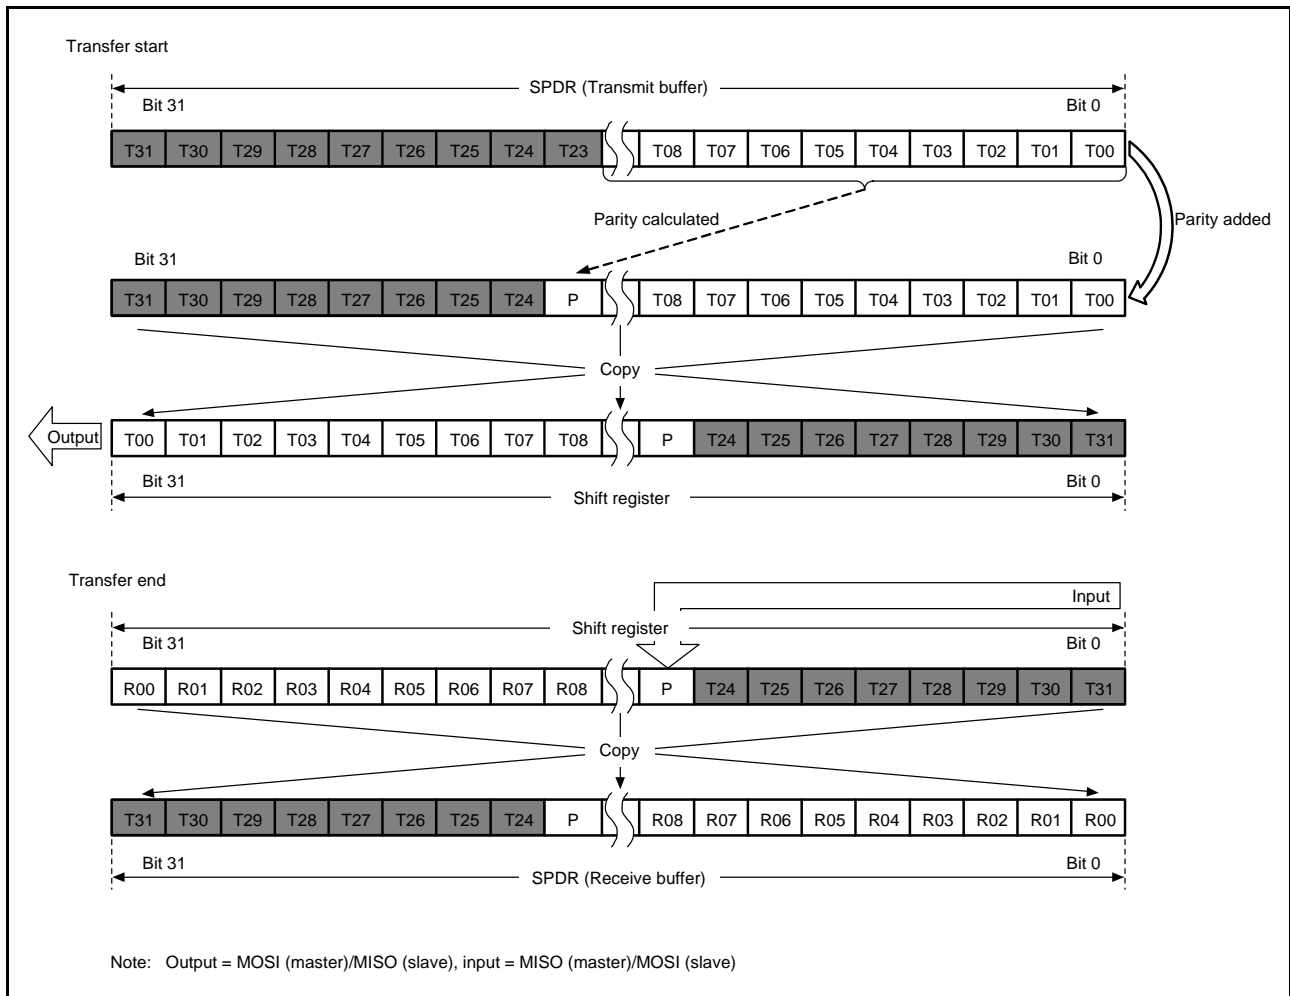 Transfer start
SPDR (Transmit buffer)
Bit 31 Bit 0
T31 T30 T29 T28 T27 T26 T25 T24 T23 T08 T07 T06 T05 T04 T03 T02 T01 T00
Parity calculated Parity added
Bit 31 Bit 0
T31 T30 T29 T28 T27 T26 T25 T24 P T08 T07 T06 T05 T04 T03 T02 T01 T00
Copy
Output T00 T01 T02 T03 T04 T05 T06 T07 T08 P T24 T25 T26 T27 T28 T29 T30 T31
Bit 31 Bit 0
Shift register
Transfer end
Input
Shift register
Bit 31 Bit 0
R00 R01 R02 R03 R04 R05 R06 R07 R08 P T24 T25 T26 T27 T28 T29 T30 T31
Copy
T31 T30 T29 T28 T27 T26 T25 T24 P R08 R07 R06 R05 R04 R03 R02 R01 R00
Bit 31 Bit 0
SPDR (Receive buffer)
Note: Output = MOSI (master)/MISO (slave), input = MISO (master)/MOSI (slave)